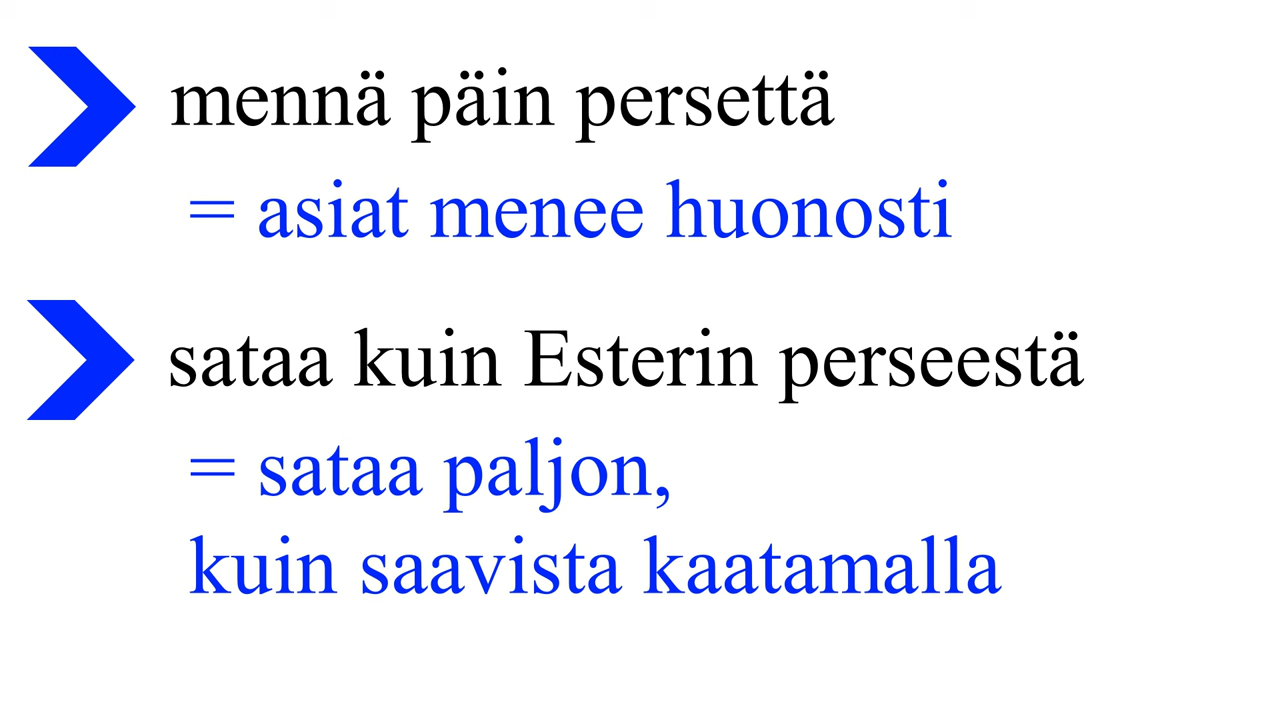 mennä päin persettä
= asiat menee huonosti
sataa kuin Esterin perseestä
= sataa paljon,
kuin saavista kaatamalla